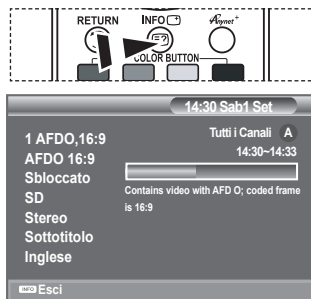 RETURN INFO Anynet+
COLOR BUTTON
14:30 Sab1 Set
1 AFDO,16:9
AFDO 16:9
Sbloccato
SD
Stereo
Sottotitolo
Inglese
Tutti i Canali A
14:30~14:33
Contains video with AFD O; coded frame
is 16:9
INFO Esci